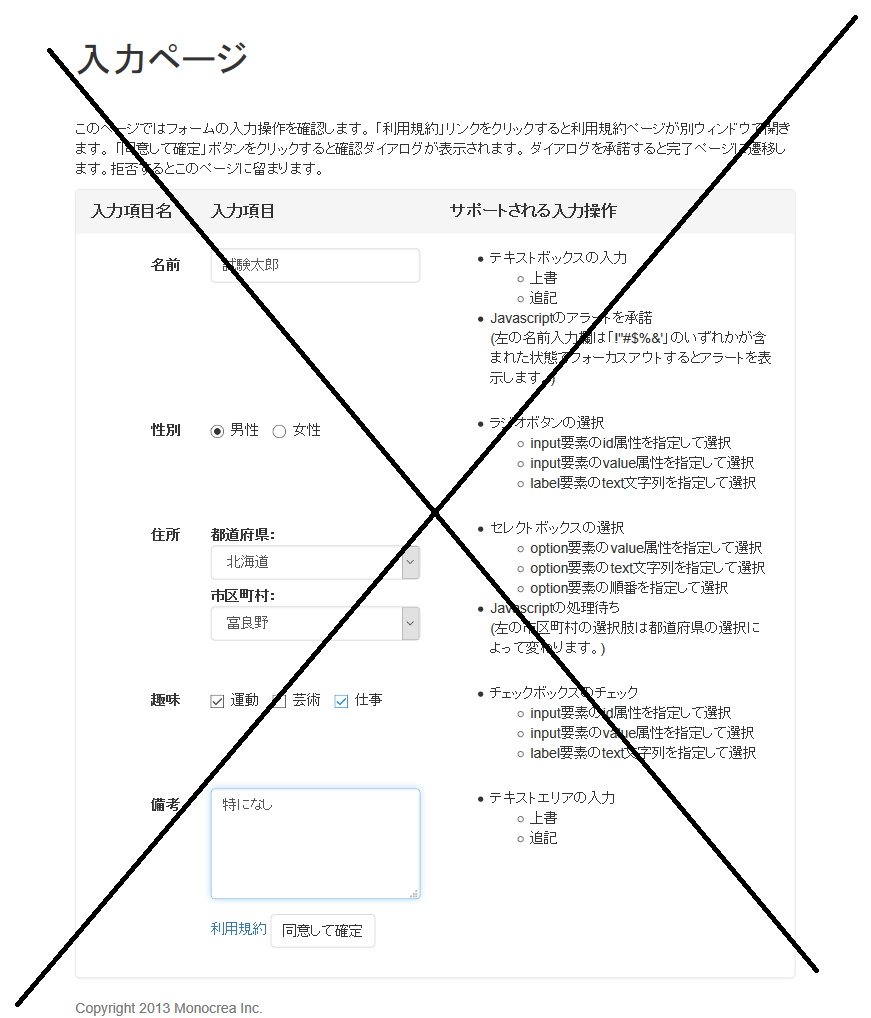 入力ページ
このページではフォームの入力操作を確認します。「利用規約」リンクをクリックすると利用規約ページが別ウィンドウで開き
ます。「同意して確定」ボタンをクリックすると確認ダイアログが表示されます。ダイアログを承諾すると完了ページに遷移し
ます。拒否するとこのページに留まります。
入力項目名 入力項目 サポートされる入力操作
名前 試験太郎
テキストボックスの入力
上書
追記
Javascriptのアラートを承諾
(左の名前入力欄は「!"#$%&'」のいずれかが含
まれた状態でフォーカスアウトするとアラートを表
示します。)
性別 男性 女性
ラジオボタンの選択
input要素のid属性を指定して選択
input要素のvalue属性を指定して選択
label要素のtext文字列を指定して選択
住所 都道府県:
北海道
市区町村:
富良野
セレクトボックスの選択
option要素のvalue属性を指定して選択
option要素のtext文字列を指定して選択
option要素の順番を指定して選択
Javascriptの処理待ち
(左の市区町村の選択肢は都道府県の選択に
よって変わります。)
趣味 運動 芸術 仕事
チェックボックスのチェック
input要素のid属性を指定して選択
input要素のvalue属性を指定して選択
label要素のtext文字列を指定して選択
備考 特になし
テキストエリアの入力
上書
追記
利用規約 同意して確定
Copyright 2013 Monocrea Inc.